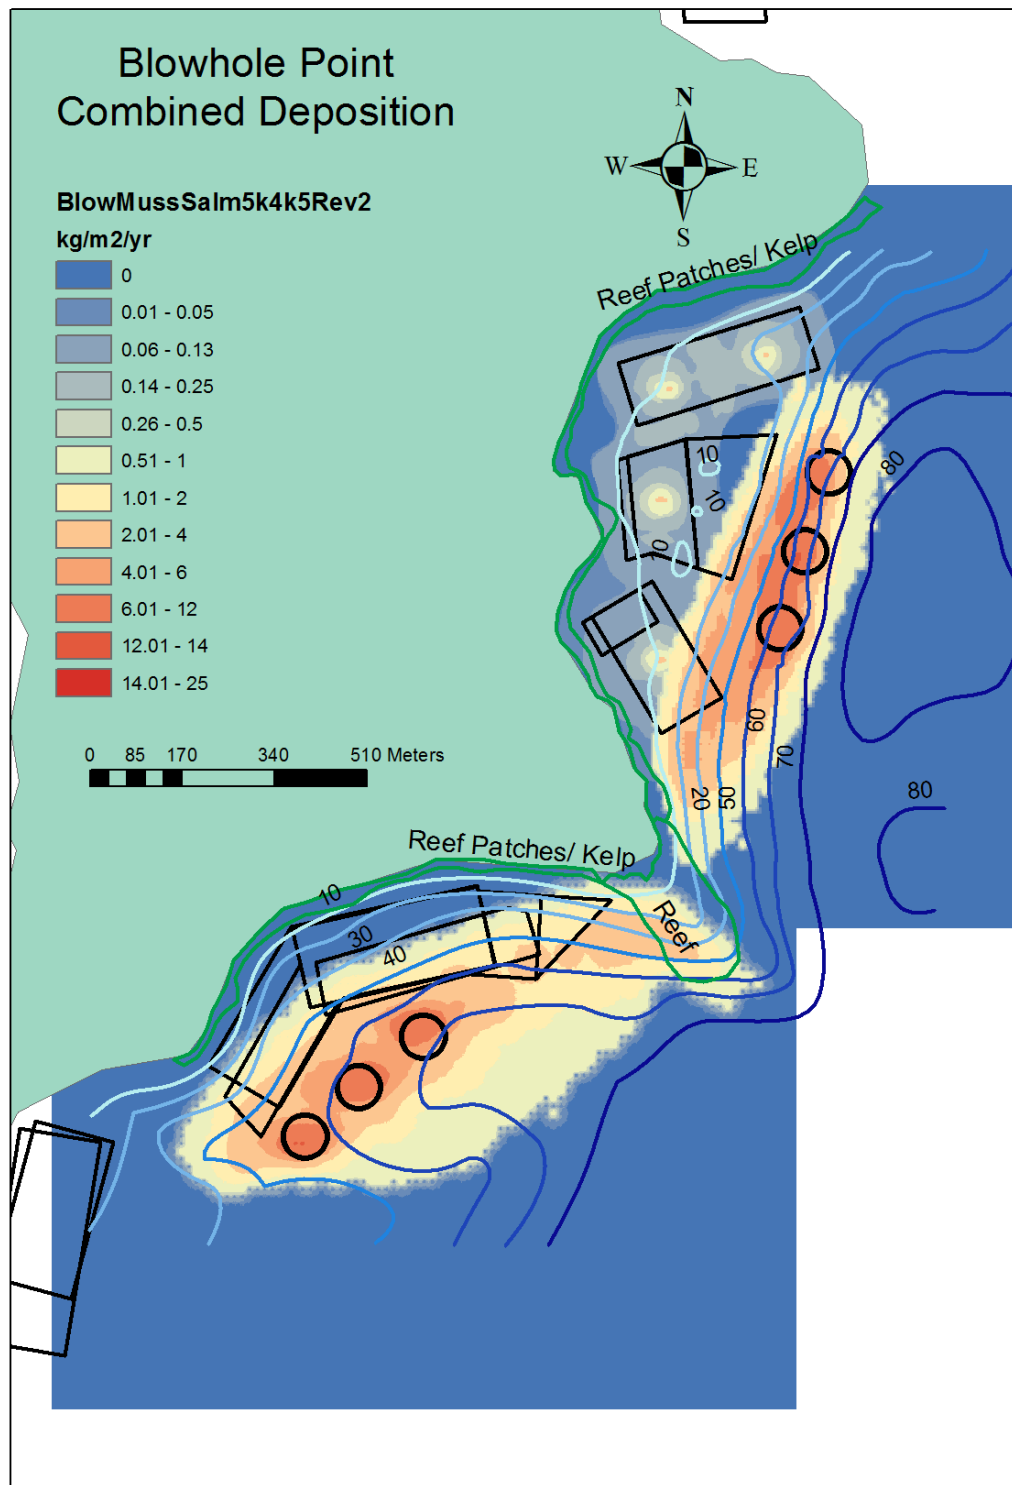 Blowhole Point
Combined Deposition
N
W
E
S
BlowMussSalm5k4k5Rev2
kg/m2/yr
0
0.01 - 0.05
0.06 - 0.13
0.14 - 0.25
0.26 - 0.5
0.51 - 1
1.01 - 2
2.01 - 4
4.01 - 6
6.01 - 12
12.01 - 14
14.01 - 25
0 85 170 340 510 Meters
Reef Patches/ Kelp
10
10
10
80
60
70
20
50
80
Reef Patches/ Kelp
10
30
40
Reef